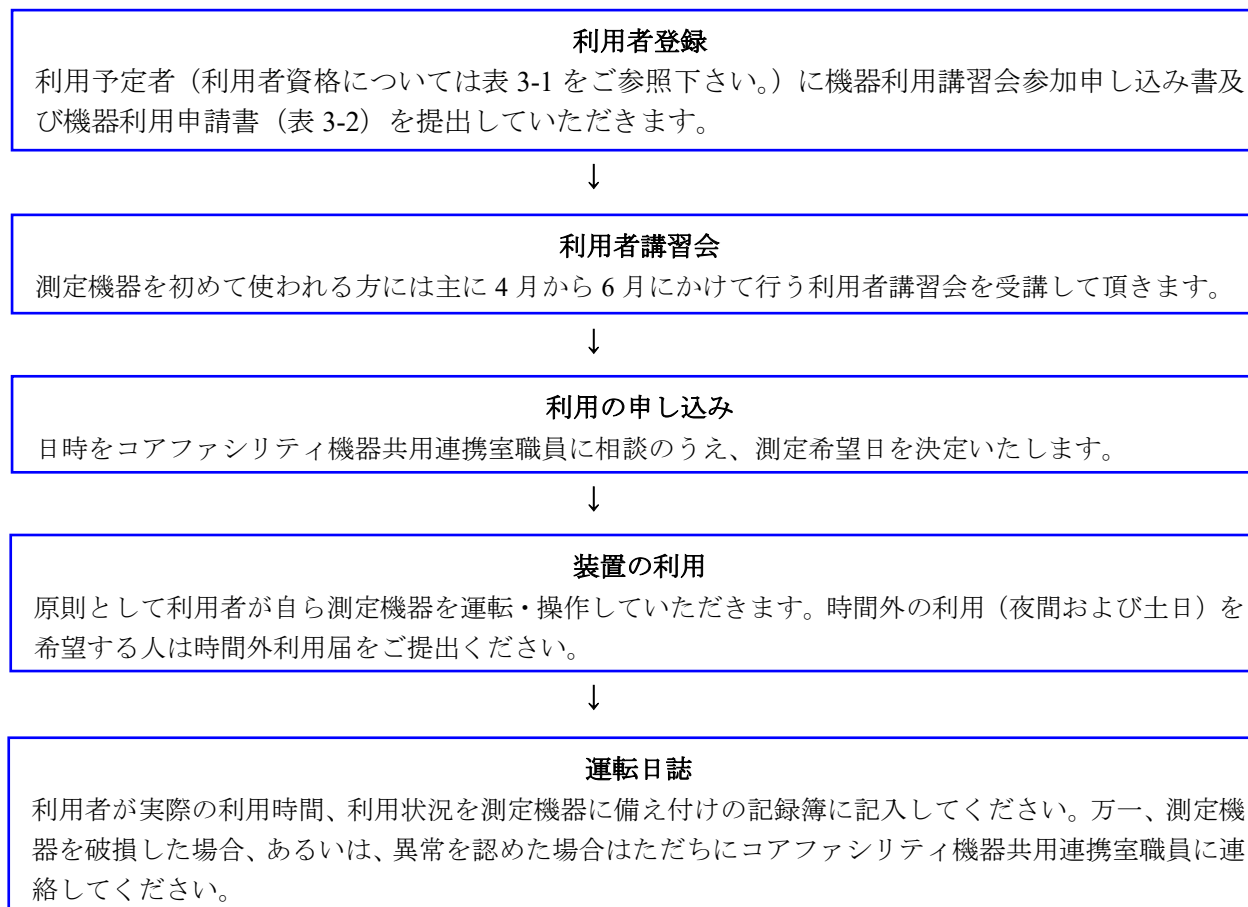 利用者登録
利用予定者（利用者資格については表 3-1 をご参照下さい。）に機器利用講習会参加申し込み書及
び機器利用申請書（表 3-2）を提出していただきます。
↓
利用者講習会
測定機器を初めて使われる方には主に 4 月から 6 月にかけて行う利用者講習会を受講して頂きます。
↓
利用の申し込み
日時をコアファシリティ機器共用連携室職員に相談のうえ、測定希望日を決定いたします。
↓
装置の利用
原則として利用者が自ら測定機器を運転・操作していただきます。時間外の利用（夜間および土日）を
希望する人は時間外利用届をご提出ください。
↓
運転日誌
利用者が実際の利用時間、利用状況を測定機器に備え付けの記録簿に記入してください。万一、測定機
器を破損した場合、あるいは、異常を認めた場合はただちにコアファシリティ機器共用連携室職員に連
絡してください。